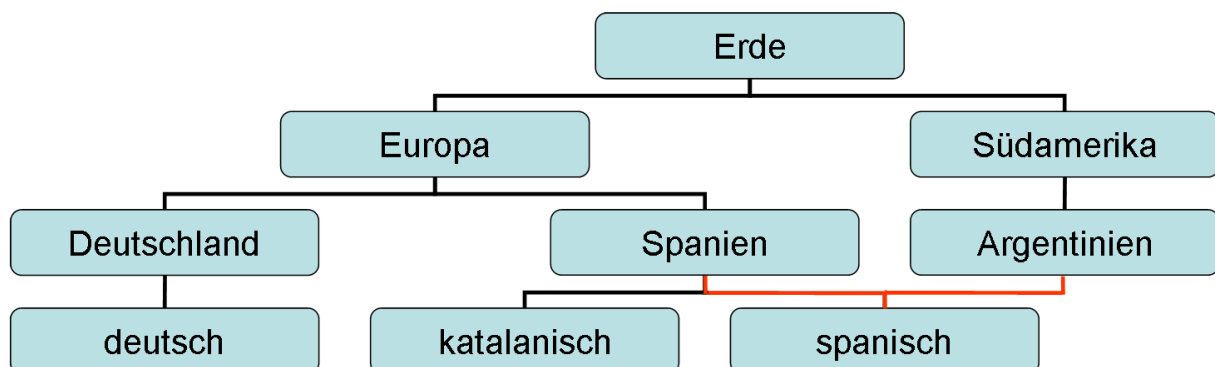 Erde
Europa
Südamerika
Deutschland
Spanien
Argentinien
deutsch
katalanisch
spanisch